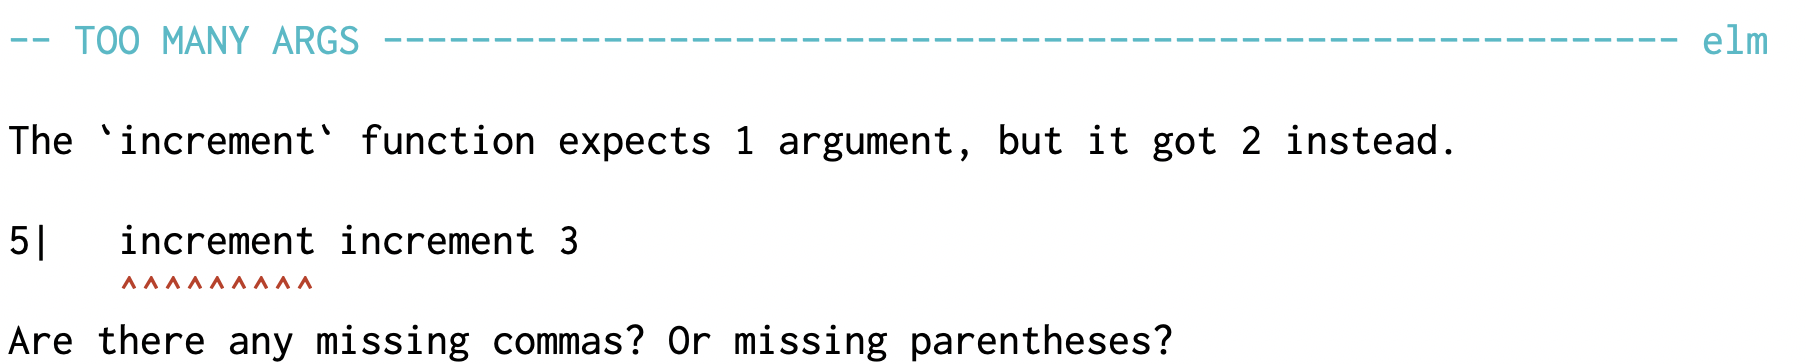 -- TOO MANY ARGS ----------------------------------------------------------- elm
The `increment` function expects 1 argument, but it got 2 instead.
5|   increment increment 3
     ^^^^^^^^^
Are there any missing commas? Or missing parentheses?